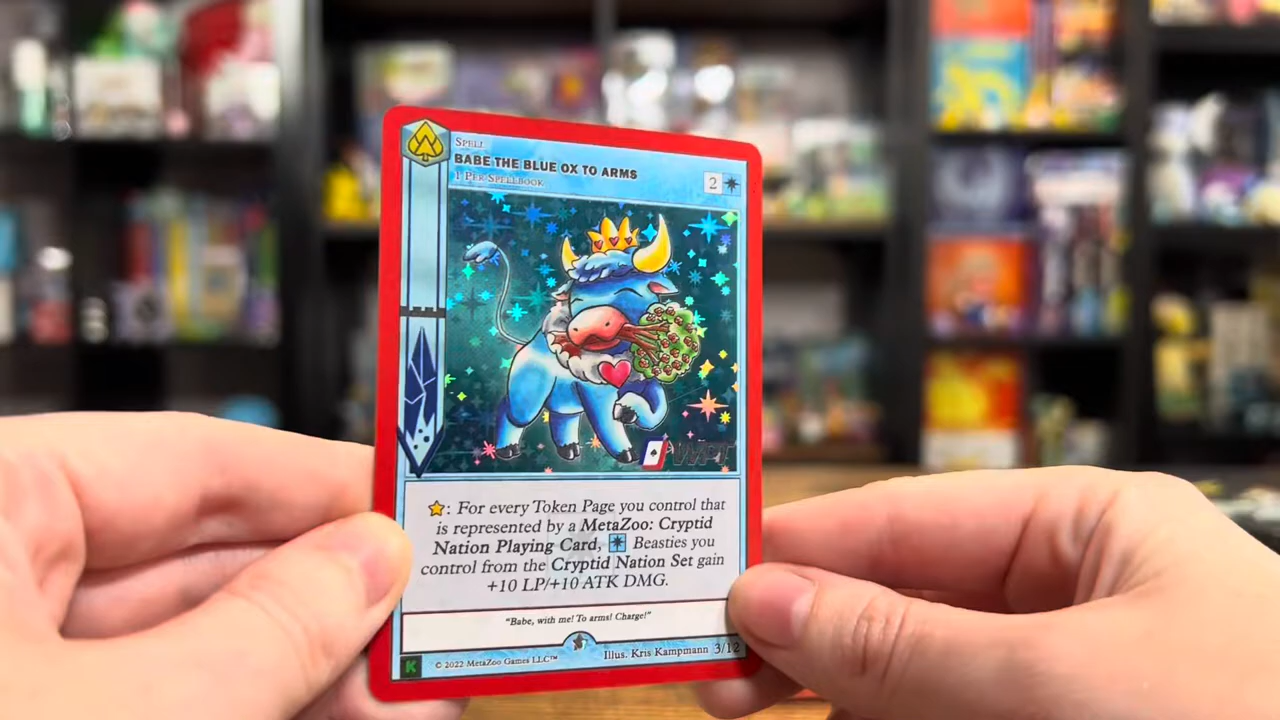 SPELL
BABE THE BLUE OX TO ARMS
1 PER SPELLBOOK
2
WPT
: For every Token Page you control that
is represented by a MetaZoo: Cryptid
Nation Playing Card, Beasties you
control from the Cryptid Nation Set gain
+10 LP/+10 ATK DMG.
"Babe, with me! To arms! Charge!"
K
© 2022 MetaZoo Games LLC™
Illus. Kris Kampmann 3/12